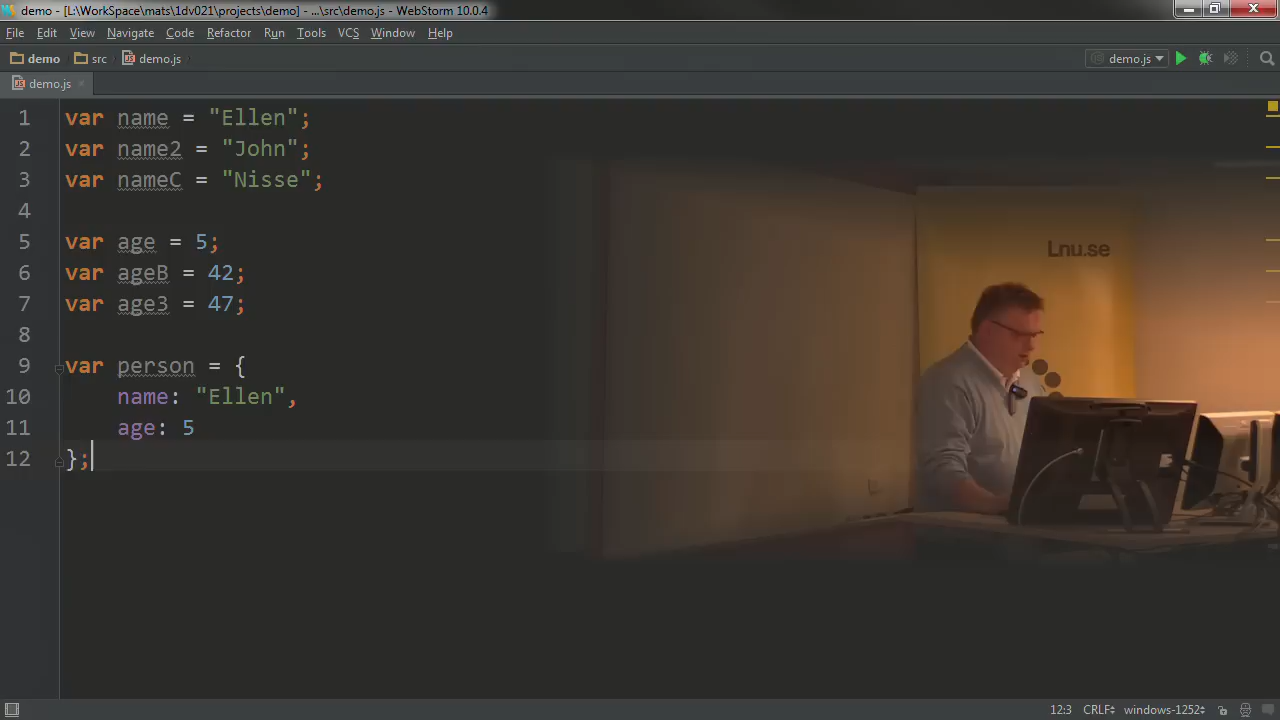 demo - [L:\WorkSpace\mats\1dv021\projects\demo] - ...\src\demo.js - WebStorm 10.0.4
File Edit View Navigate Code Refactor Run Tools VCS Window Help
demo src demo.js demo.js
demo.js
1 var name = "Ellen";
2 var name2 = "John";
3 var nameC = "Nisse";
4
5 var age = 5;
6 var ageB = 42;
7 var age3 = 47;
8
9 var person = {
10 name: "Ellen",
11 age: 5
12 };
Lnu.se
12:3 CRLF windows-1252